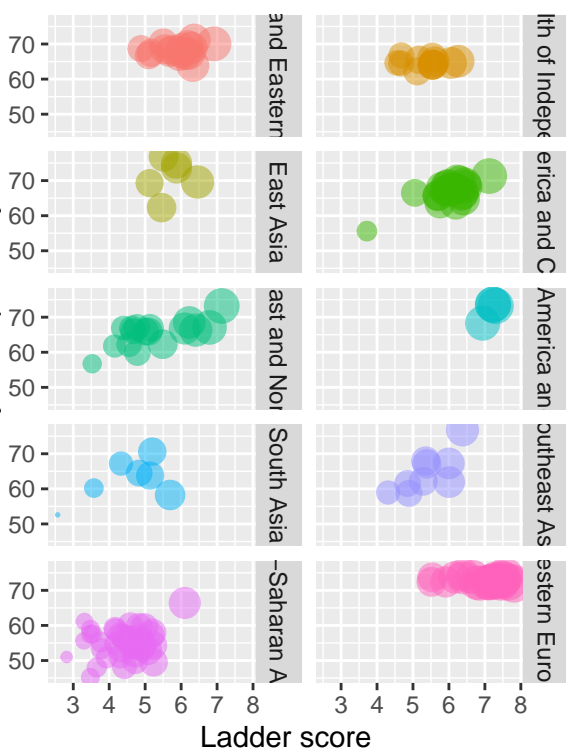 70
60
50
and Eastern
lth of Indepe
70
60
50
East Asia
erica and C
70
60
50
ast and Nor
America an
70
60
50
South Asia
outheast As
70
60
50
−Saharan A
estern Euro
3 4 5 6 7 8
3 4 5 6 7 8
Ladder score